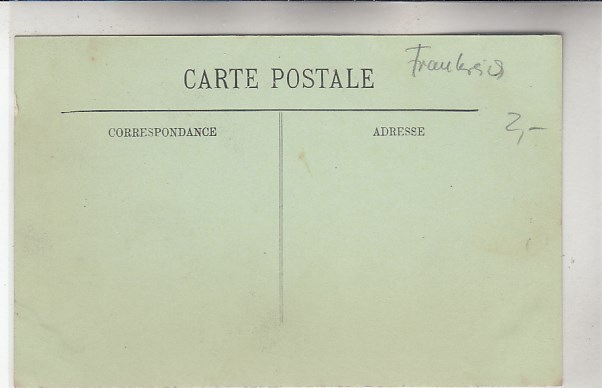 Frankreich
CARTE POSTALE
CORRESPONDANCE
ADRESSE
2,-